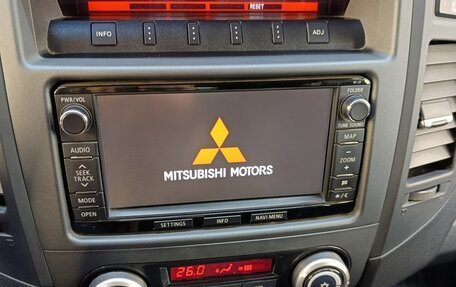 RESET
INFO
ADJ
PWR/VOL
FOLDER
TUNE SOUND
AUDIO
MAP
SEEK
TRACK
ZOOM
MODE
OPEN
MITSUBISHI MOTORS
SETTINGS
INFO
NAVI MENU
26.0